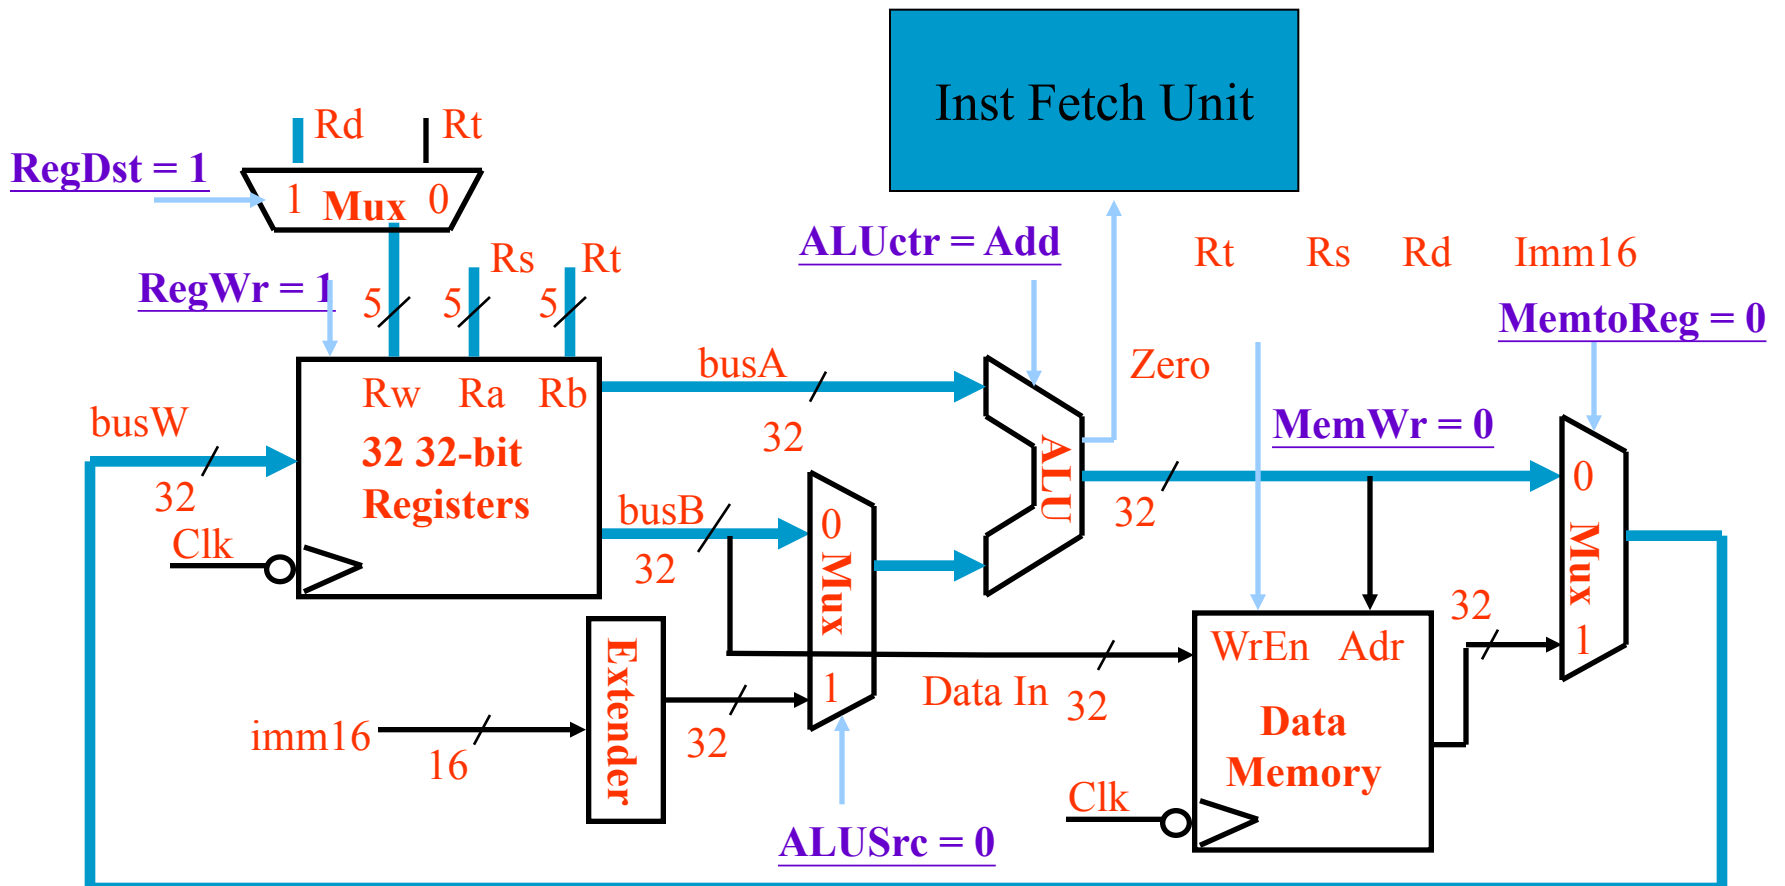 Inst Fetch Unit
Rd
Rt
RegDst = 1
1
Mux
0
ALUctr = Add
Rt
Rs
Rd
Imm16
Rs
Rt
RegWr = 1
5
5
5
MemtoReg = 0
busA
Zero
Rw
Ra
Rb
busW
32
MemWr = 0
32 32-bit
Registers
32
ALU
0
32
busB
0
Mux
Clk
32
Mux
32
1
WrEn
Adr
Extender
1
Data In
32
imm16
16
32
Data
Memory
Clk
ALUSrc = 0